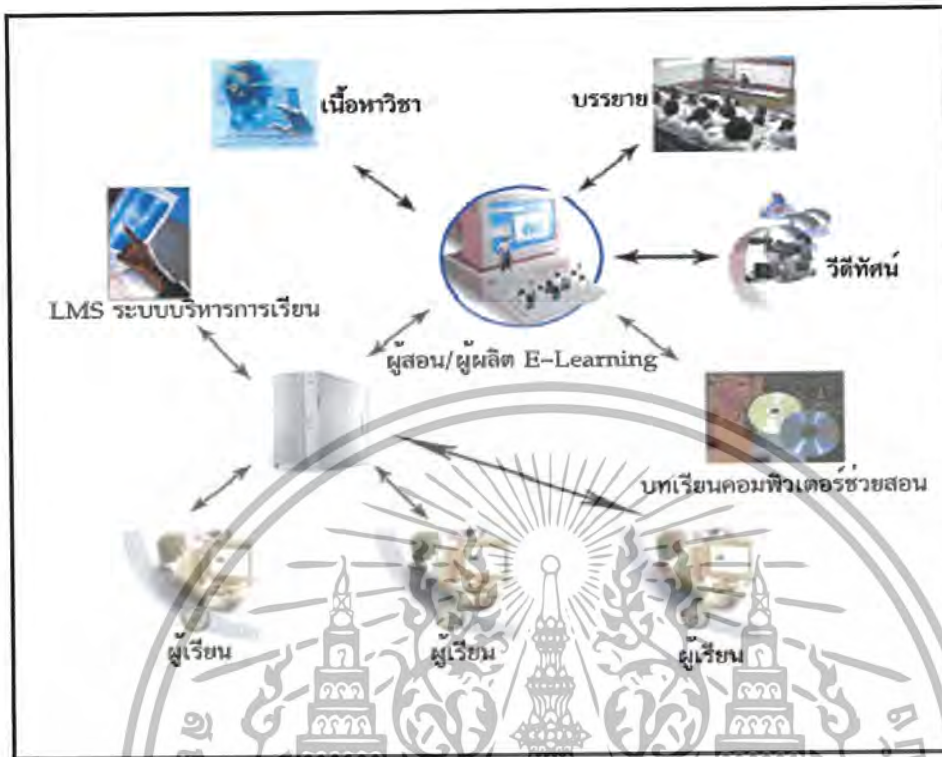 เนื้อหาวิชา
บรรยาย
วีดีทัศน์
LMS ระบบบริหารการเรียน
ผู้สอน/ผู้ผลิต E-Learning
บทเรียนคอมพิวเตอร์ช่วยสอน
ผู้เรียน
ผู้เรียน
ผู้เรียน